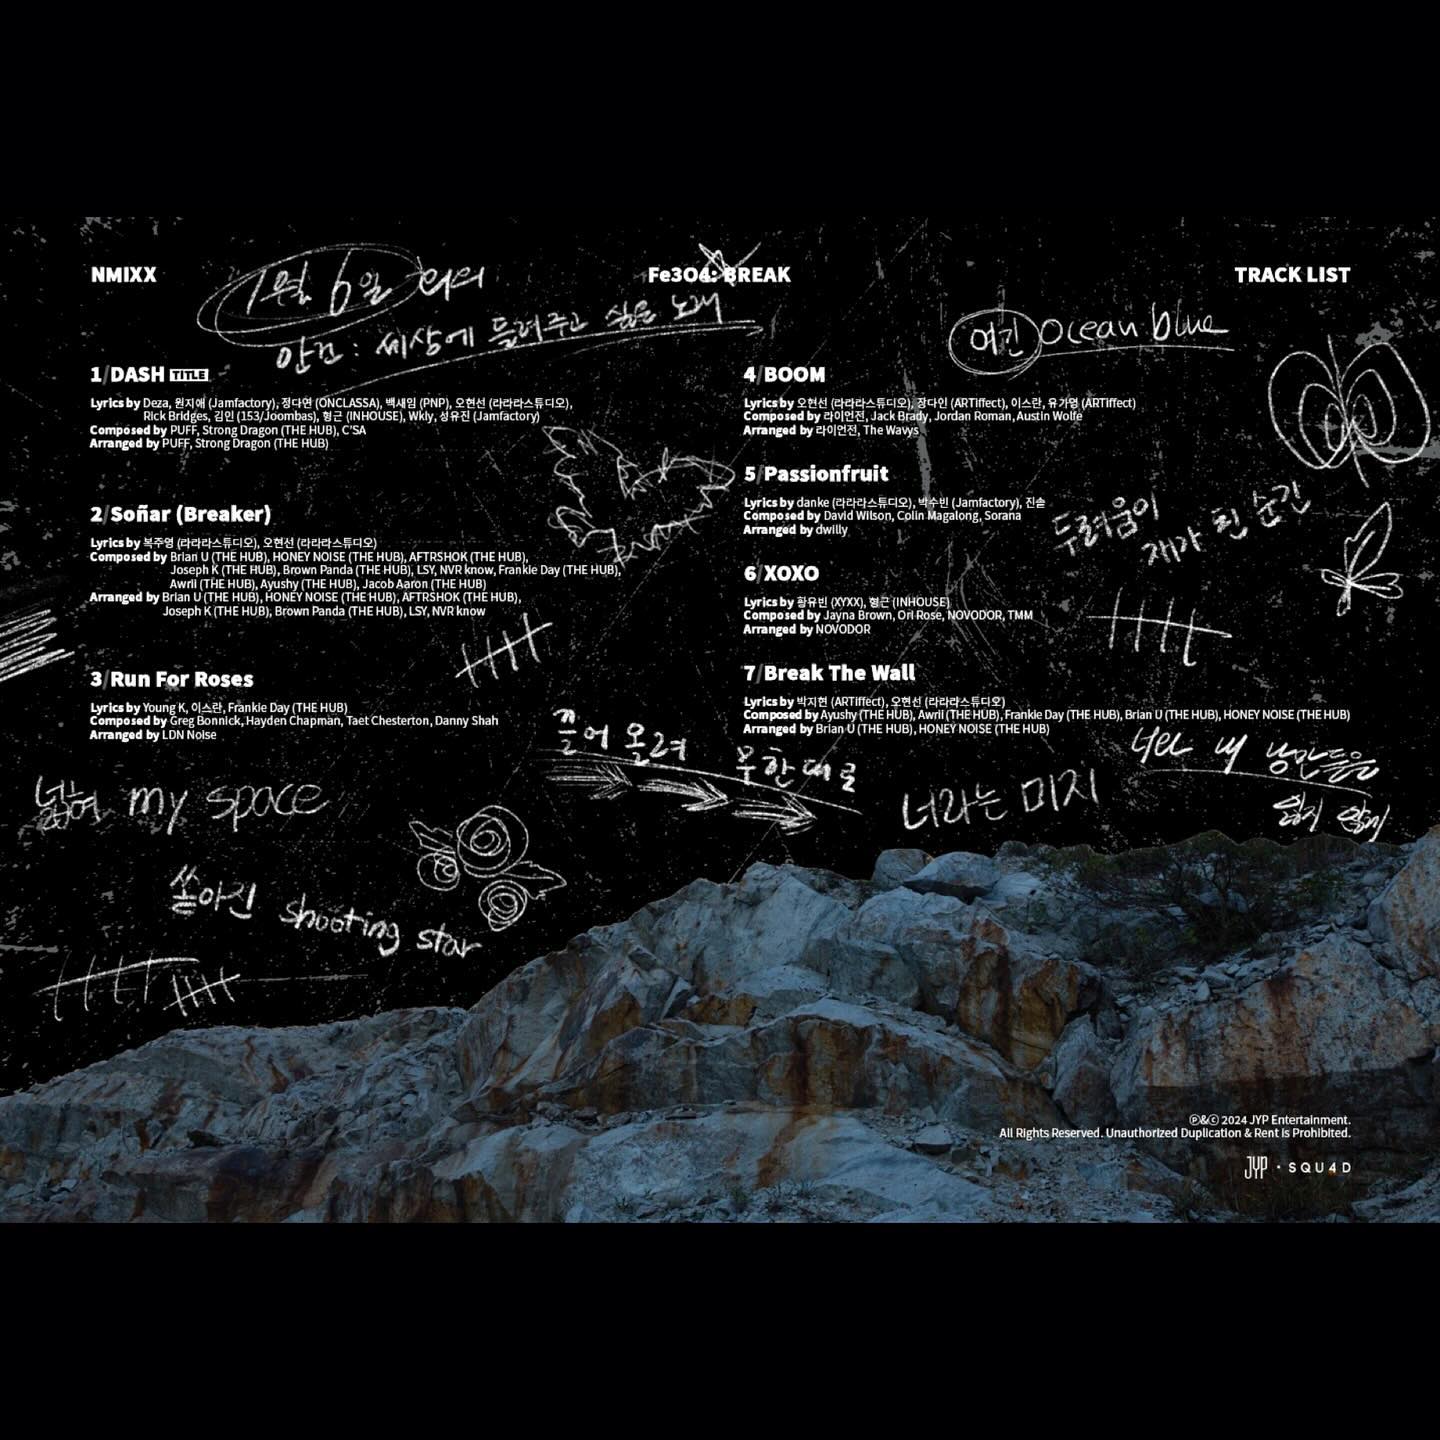 NMIXX
Fe3O4: BREAK
TRACK LIST
1월 6일 회의
안건 : 세상에 들려주고 싶은 노래
여긴 Ocean blue
1/DASH TITLE
Lyrics by Deza, 원지애 (Jamfactory), 정다연 (ONCLASSA), 백새임 (PNP), 오현선 (라라라스튜디오),
Rick Bridges, 김인 (153/Joombas), 형근 (INHOUSE), Wkly, 성유진 (Jamfactory)
Composed by PUFF, Strong Dragon (THE HUB), C'SA
Arranged by PUFF, Strong Dragon (THE HUB)
2/Soñar (Breaker)
Lyrics by 복주영 (라라라스튜디오), 오현선 (라라라스튜디오)
Composed by Brian U (THE HUB), HONEY NOISE (THE HUB), AFTRSHOK (THE HUB),
Joseph K (THE HUB), Brown Panda (THE HUB), LSY, NVR know, Frankie Day (THE HUB),
Awrii (THE HUB), Ayushy (THE HUB), Jacob Aaron (THE HUB)
Arranged by Brian U (THE HUB), HONEY NOISE (THE HUB), AFTRSHOK (THE HUB),
Joseph K (THE HUB), Brown Panda (THE HUB), LSY, NVR know
3/Run For Roses
Lyrics by Young K, 이스란, Frankie Day (THE HUB)
Composed by Greg Bonnick, Hayden Chapman, Taet Chesterton, Danny Shah
Arranged by LDN Noise
4/BOOM
Lyrics by 오현선 (라라라스튜디오), 장다인 (ARTiffect), 이스란, 유가영 (ARTiffect)
Composed by 라이언전, Jack Brady, Jordan Roman, Austin Wolfe
Arranged by 라이언전, The Wavys
5/Passionfruit
Lyrics by danke (라라라스튜디오), 박수빈 (Jamfactory), 진솔
Composed by David Wilson, Colin Magalong, Sorana
Arranged by dwilly
두려움이
재가 된 순간
6/XOXO
Lyrics by 황유빈 (XYXX), 형근 (INHOUSE)
Composed by Jayna Brown, Ori Rose, NOVODOR, TMM
Arranged by NOVODOR
7/Break The Wall
Lyrics by 박지현 (ARTiffect), 오현선 (라라라스튜디오)
Composed by Ayushy (THE HUB), Awrii (THE HUB), Frankie Day (THE HUB), Brian U (THE HUB), HONEY NOISE (THE HUB)
Arranged by Brian U (THE HUB), HONEY NOISE (THE HUB)
끌어 올려
무한대로
넓혀 my space
쏟아진 shooting star
너라는 미지
내 낭만들을
잃지 않게
℗&© 2024 JYP Entertainment.
All Rights Reserved. Unauthorized Duplication & Rent is Prohibited.
JYP · SQU4D